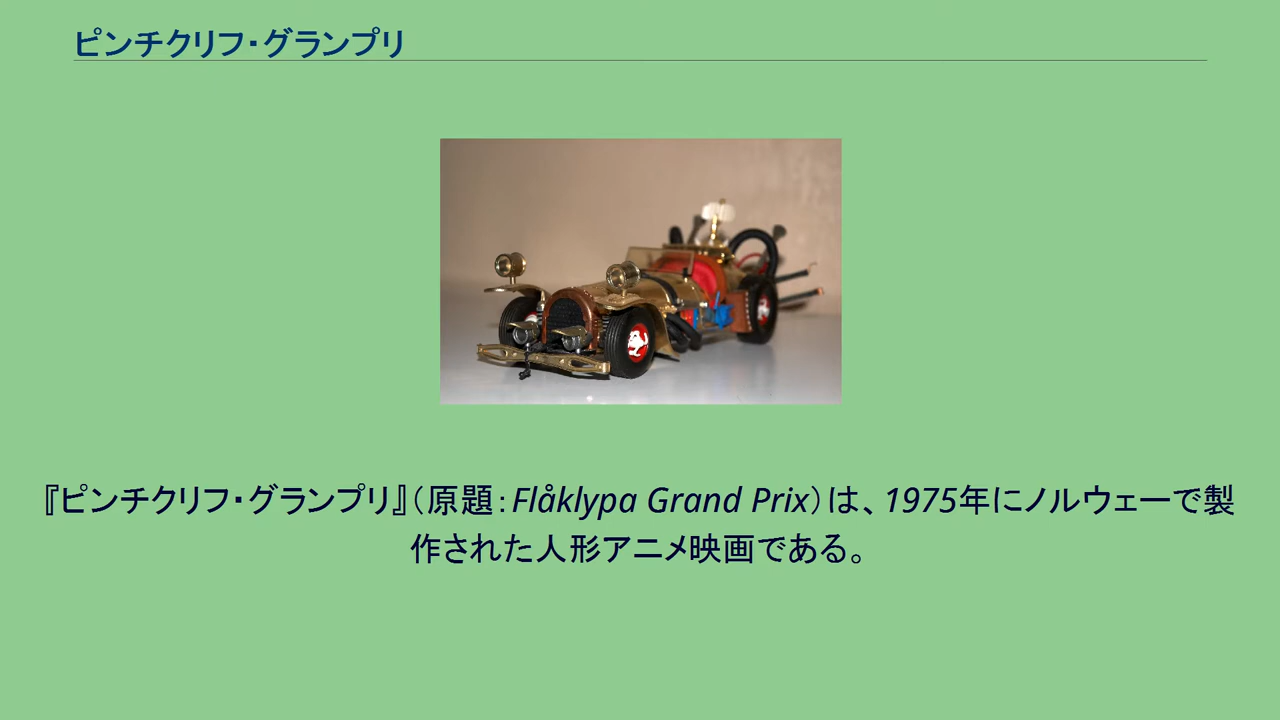 ピンチクリフ・グランプリ
『ピンチクリフ・グランプリ』（原題：Flåklypa Grand Prix）は、1975年にノルウェーで製
作された人形アニメ映画である。